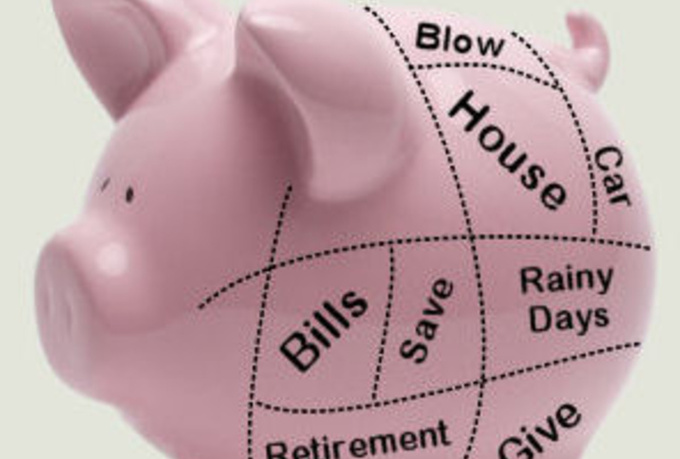 Blow
House
Car
Bills
Save
Rainy
Days
Retirement
Give